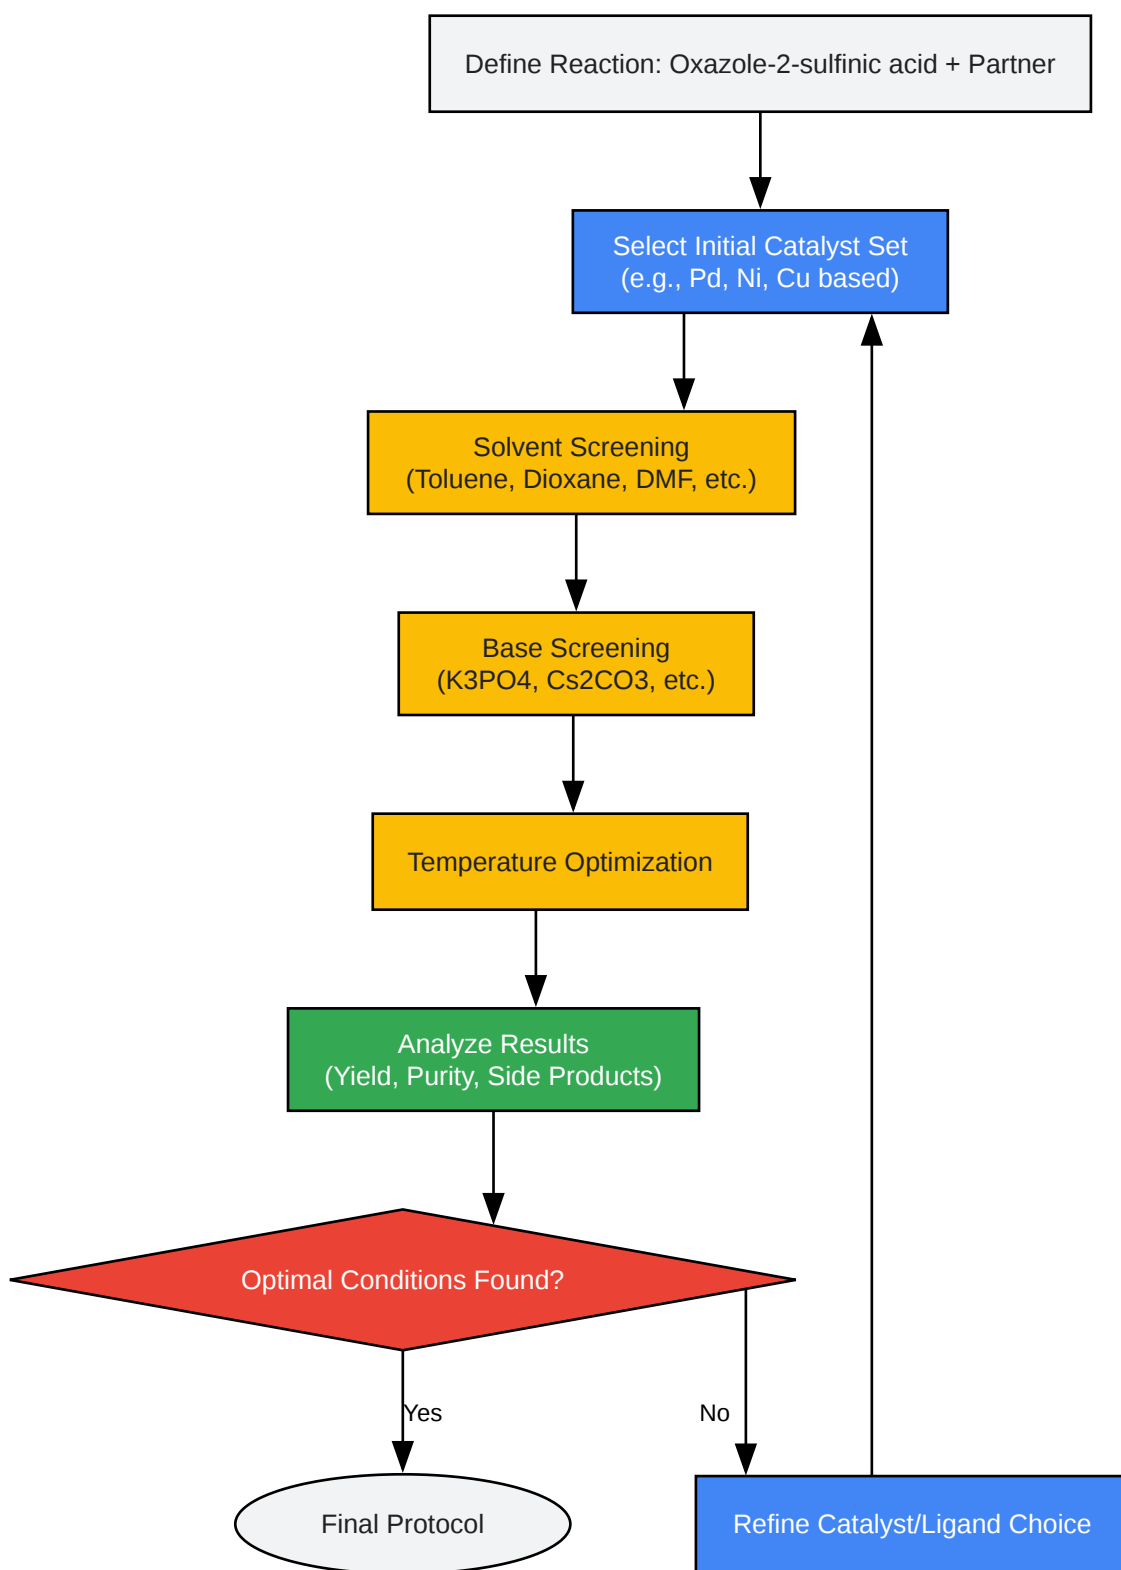 Define Reaction: Oxazole-2-sulfinic acid + Partner
Select Initial Catalyst Set
(e.g., Pd, Ni, Cu based)
Solvent Screening
(Toluene, Dioxane, DMF, etc.)
Base Screening
(K3PO4, Cs2CO3, etc.)
Temperature Optimization
Analyze Results
(Yield, Purity, Side Products)
Optimal Conditions Found?
Yes
No
Final Protocol
Refine Catalyst/Ligand Choice